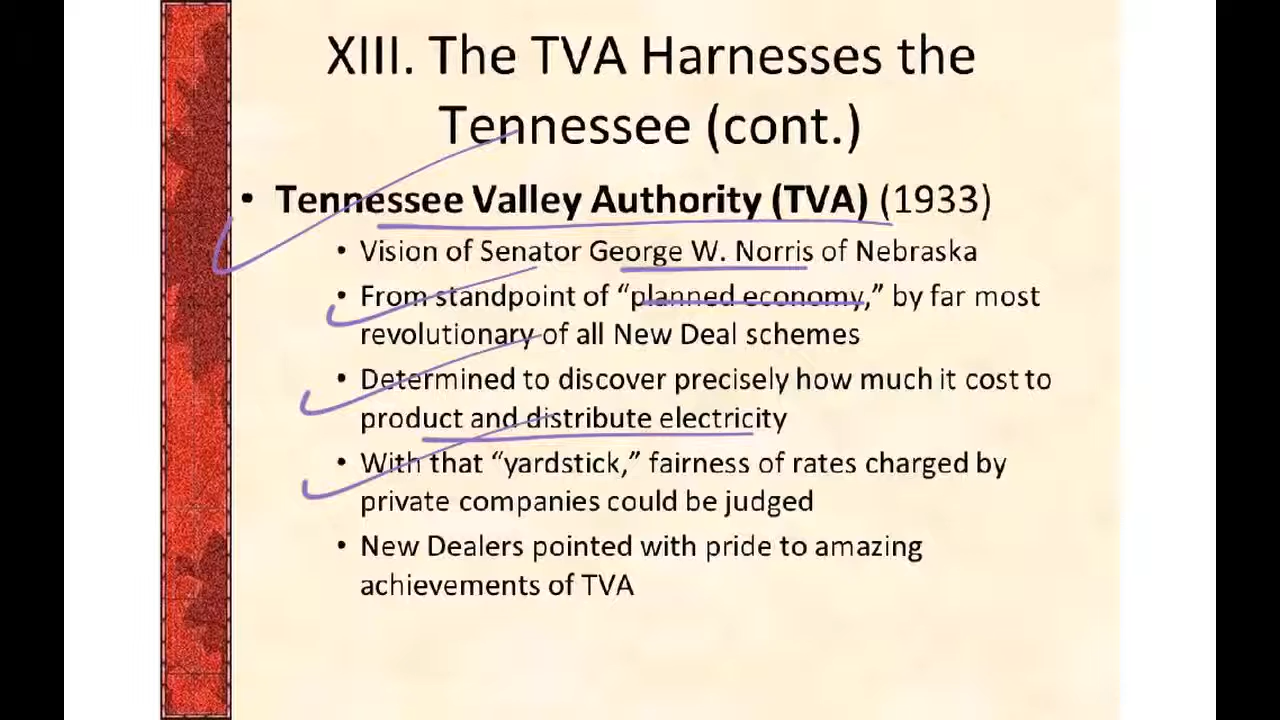 XIII. The TVA Harnesses the
Tennessee (cont.)
• Tennessee Valley Authority (TVA) (1933)
• Vision of Senator George W. Norris of Nebraska
• From standpoint of “planned economy,” by far most
revolutionary of all New Deal schemes
• Determined to discover precisely how much it cost to
product and distribute electricity
• With that “yardstick,” fairness of rates charged by
private companies could be judged
• New Dealers pointed with pride to amazing
achievements of TVA